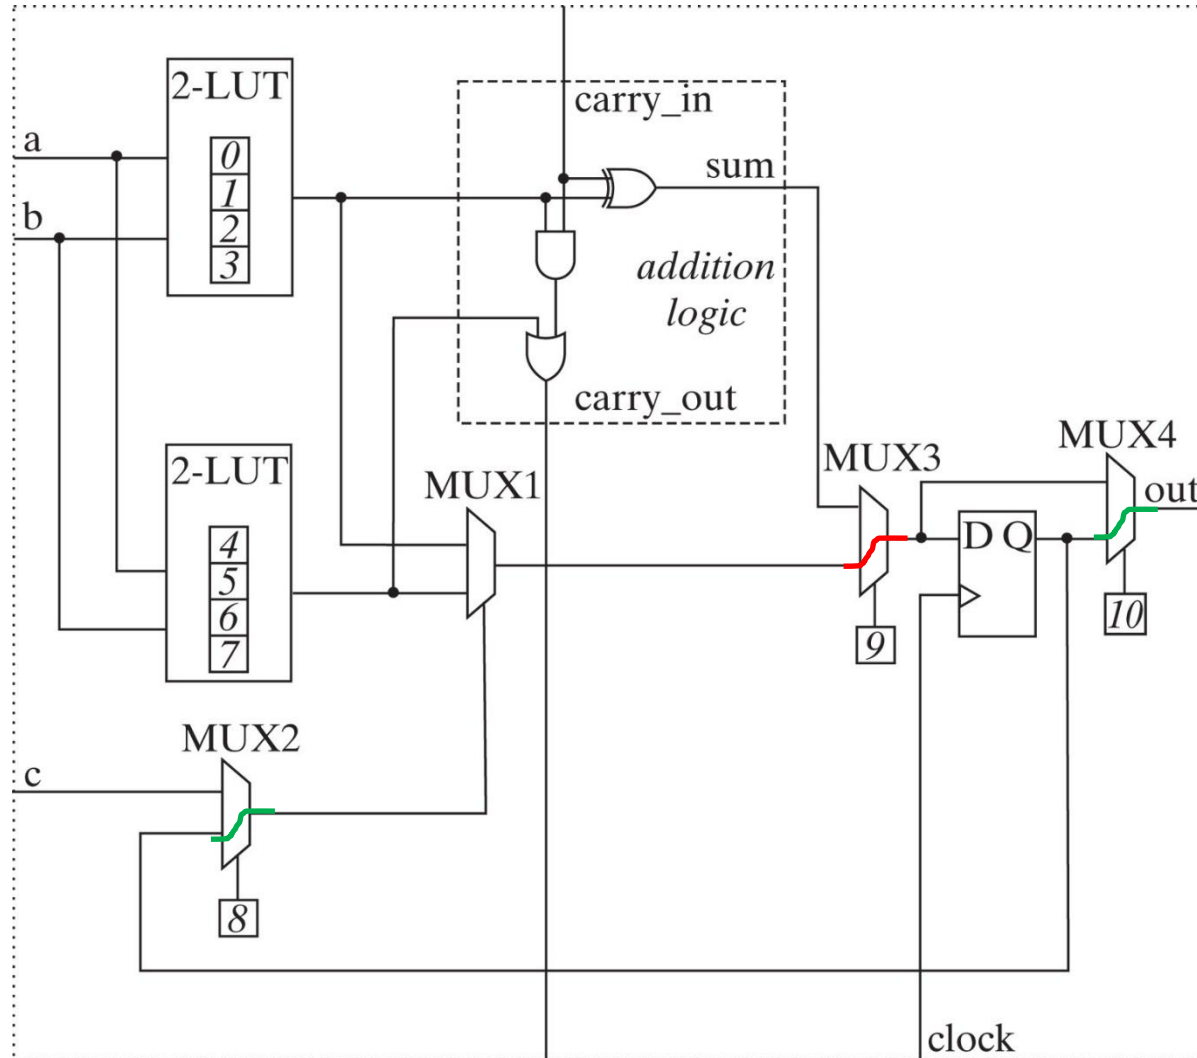 2-LUT
0
1
2
3
a
b
carry_in
sum
addition
logic
carry_out
2-LUT
4
5
6
7
MUX1
MUX3
MUX4
out
D Q
9
10
MUX2
c
8
clock